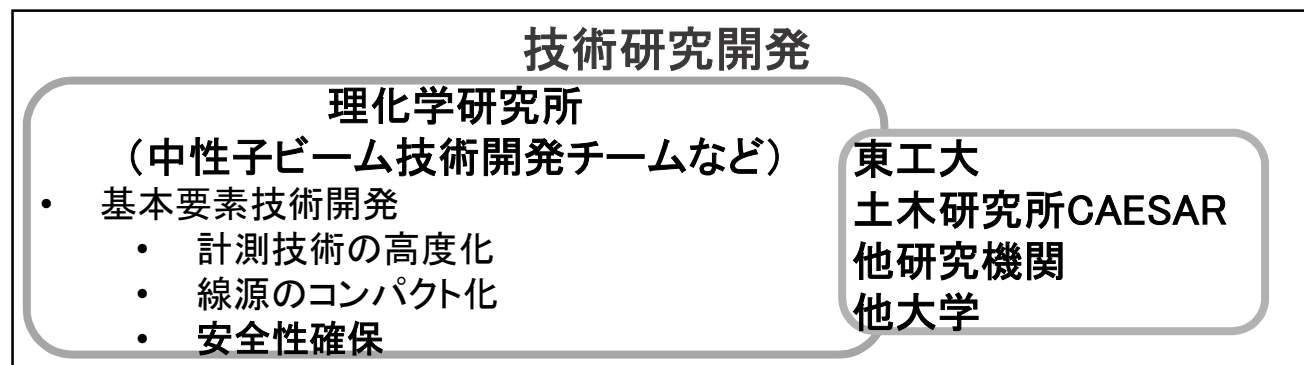 技術研究開発
理化学研究所
（中性子ビーム技術開発チームなど）
• 基本要素技術開発
• 計測技術の高度化
• 線源のコンパクト化
• 安全性確保
東工大
土木研究所CAESAR
他研究機関
他大学